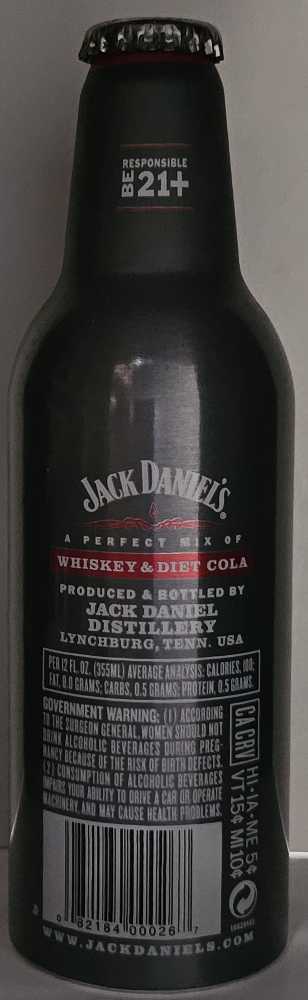 RESPONSIBLE
BE 21+
JACK DANIEL'S
A PERFECT MIX OF
WHISKEY & DIET COLA
PRODUCED & BOTTLED BY
JACK DANIEL
DISTILLERY
LYNCHBURG, TENN. USA
PER 12 FL. OZ. (355ML) AVERAGE ANALYSIS: CALORIES, 100;
FAT, 0.0 GRAMS; CARBS, 0.5 GRAMS; PROTEIN, 0.5 GRAMS.
GOVERNMENT WARNING: (1) ACCORDING
TO THE SURGEON GENERAL, WOMEN SHOULD NOT
DRINK ALCOHOLIC BEVERAGES DURING PREG-
NANCY BECAUSE OF THE RISK OF BIRTH DEFECTS.
(2) CONSUMPTION OF ALCOHOLIC BEVERAGES
IMPAIRS YOUR ABILITY TO DRIVE A CAR OR OPERATE
MACHINERY, AND MAY CAUSE HEALTH PROBLEMS.
CA CRV
HI-IA-ME 5¢
VT 15¢ MI 10¢
0 82184 00026 7
WWW.JACKDANIELS.COM